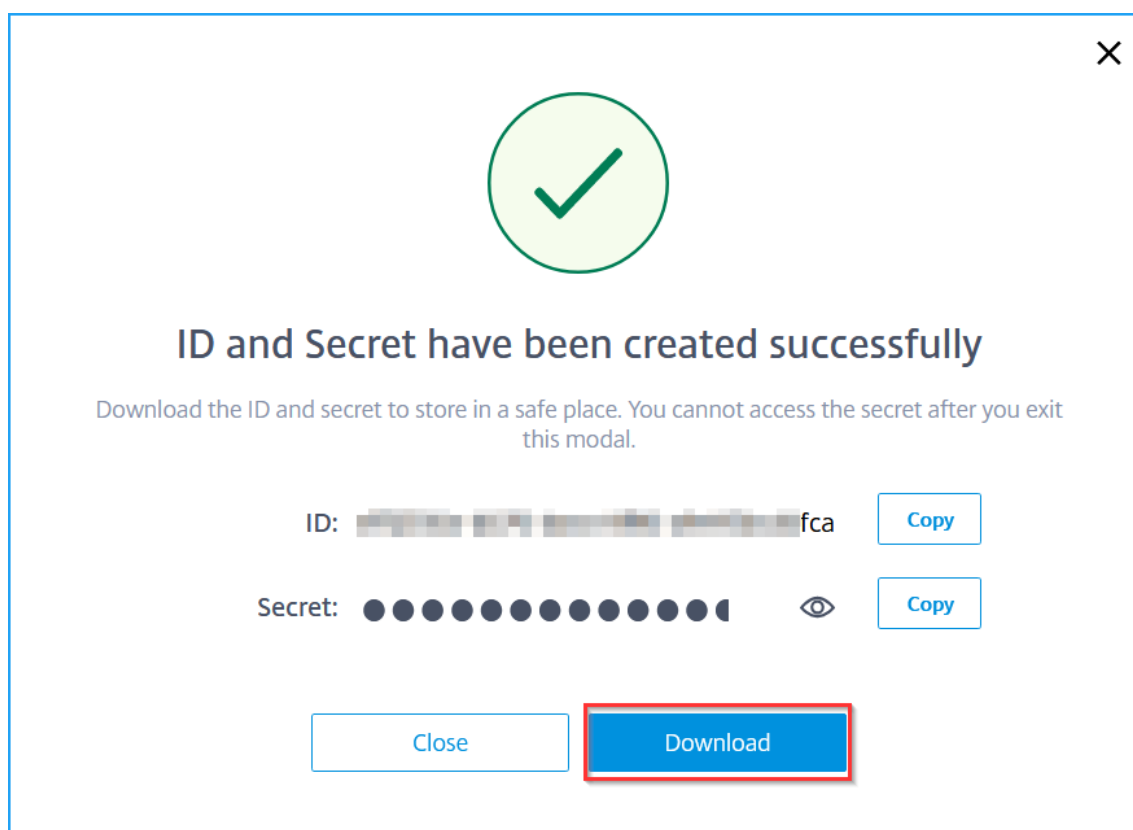 ID and Secret have been created successfully
Download the ID and secret to store in a safe place. You cannot access the secret after you exit
this modal.
ID: fca Copy
Secret: Copy
Close Download